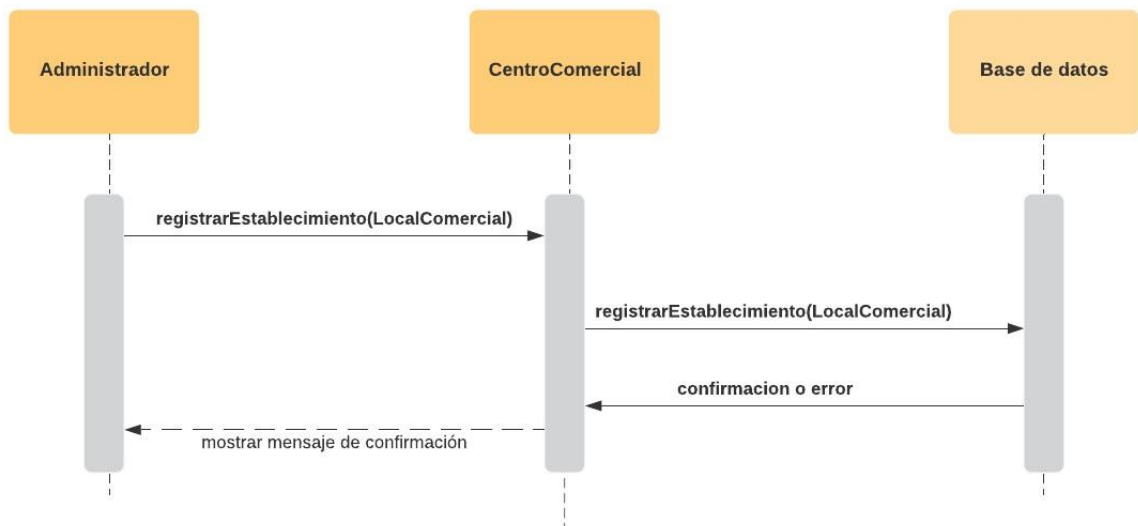 Administrador
CentroComercial
Base de datos
registrarEstablecimiento(LocalComercial)
registrarEstablecimiento(LocalComercial)
confirmacion o error
mostrar mensaje de confirmación